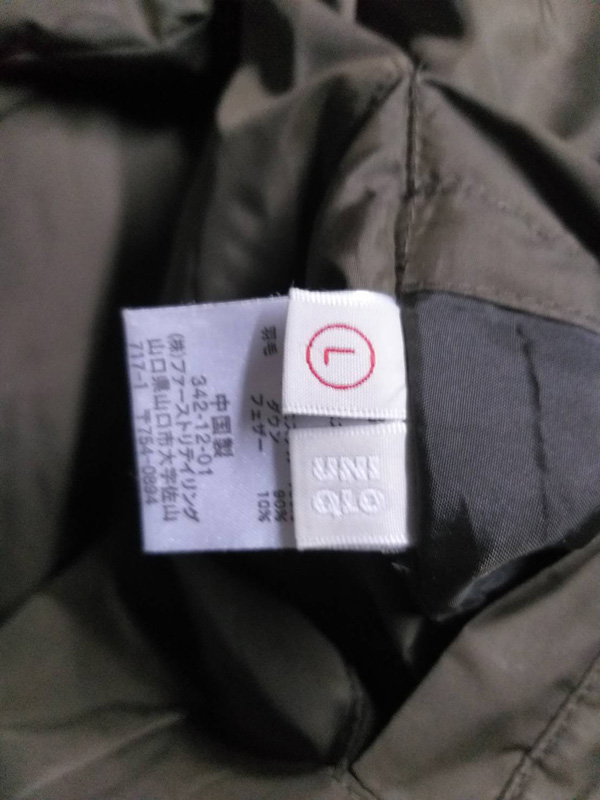 L
羽毛 ダウン 90%
フェザー 10%
中国製
342-12-01
(株)ファーストリテイリング
山口県山口市大字佐山
717-1 〒754-0894